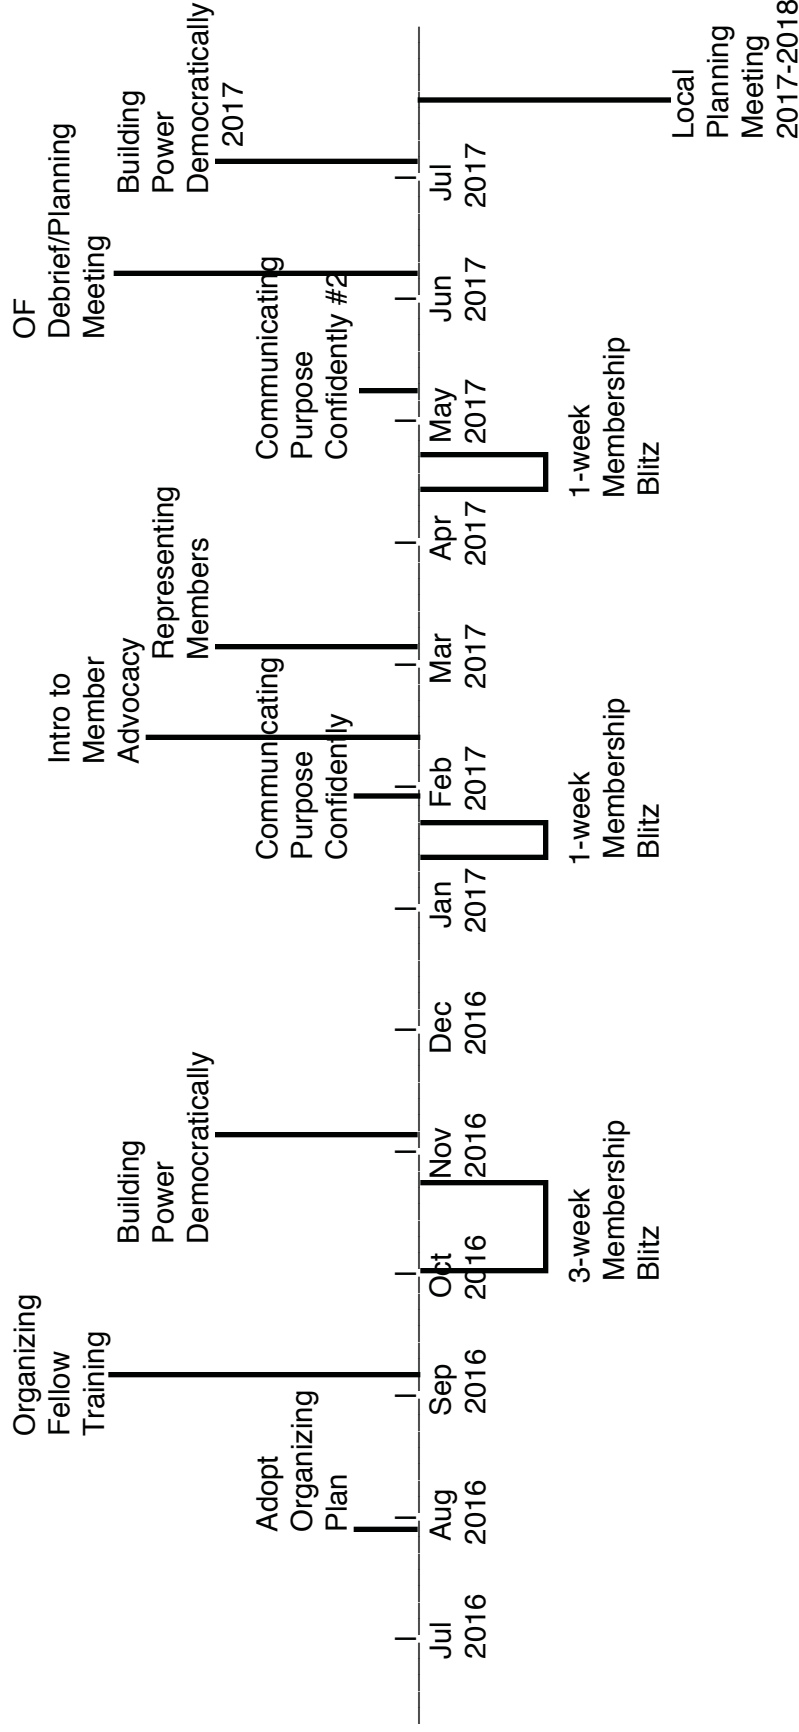 Organizing
Fellow
Training
OF
Debrief/Planning
Meeting
Intro to
Member
Advocacy
Building
Power
Democratically
Representing
Members
Building
Power
Democratically
2017
Adopt
Organizing
Plan
Communicating
Purpose
Confidently
Communicating
Purpose
Confidently #2
Jul
2016
Aug
2016
Sep
2016
Oct
2016
Nov
2016
Dec
2016
Jan
2017
Feb
2017
Mar
2017
Apr
2017
May
2017
Jun
2017
Jul
2017
3-week
Membership
Blitz
1-week
Membership
Blitz
1-week
Membership
Blitz
Local
Planning
Meeting
2017-2018